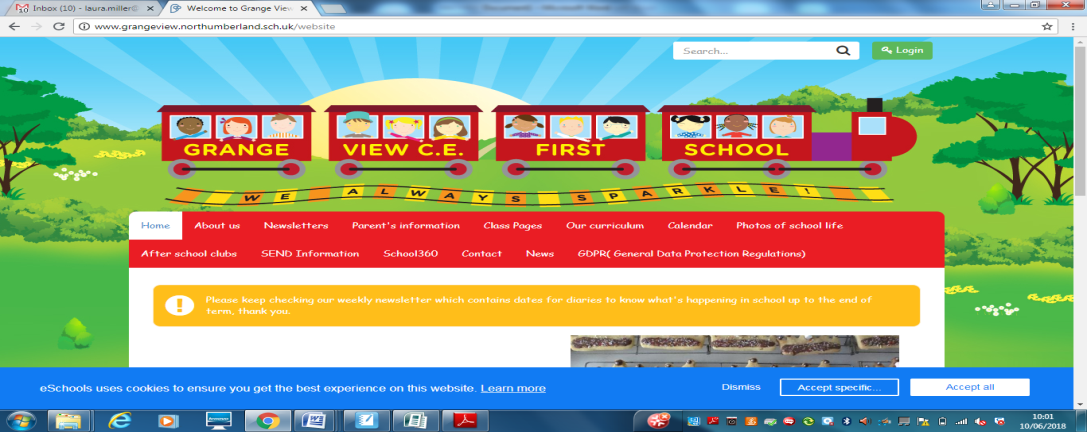 Inbox (10) - laura.miller@
Welcome to Grange View
www.grangeview.northumberland.sch.uk/website
Search...
Login
GRANGE VIEW C.E. FIRST SCHOOL
WE ALWAYS SPARKLE!
Home About us Newsletters Parent's information Class Pages Our curriculum Calendar Photos of school life
After school clubs SEND Information School360 Contact News GDPR( General Data Protection Regulations)
Please keep checking our weekly newsletter which contains dates for diaries to know what's happening in school up to the end of
term, thank you.
eSchools uses cookies to ensure you get the best experience on this website. Learn more
Dismiss
Accept specific...
Accept all
10:01
10/06/2018